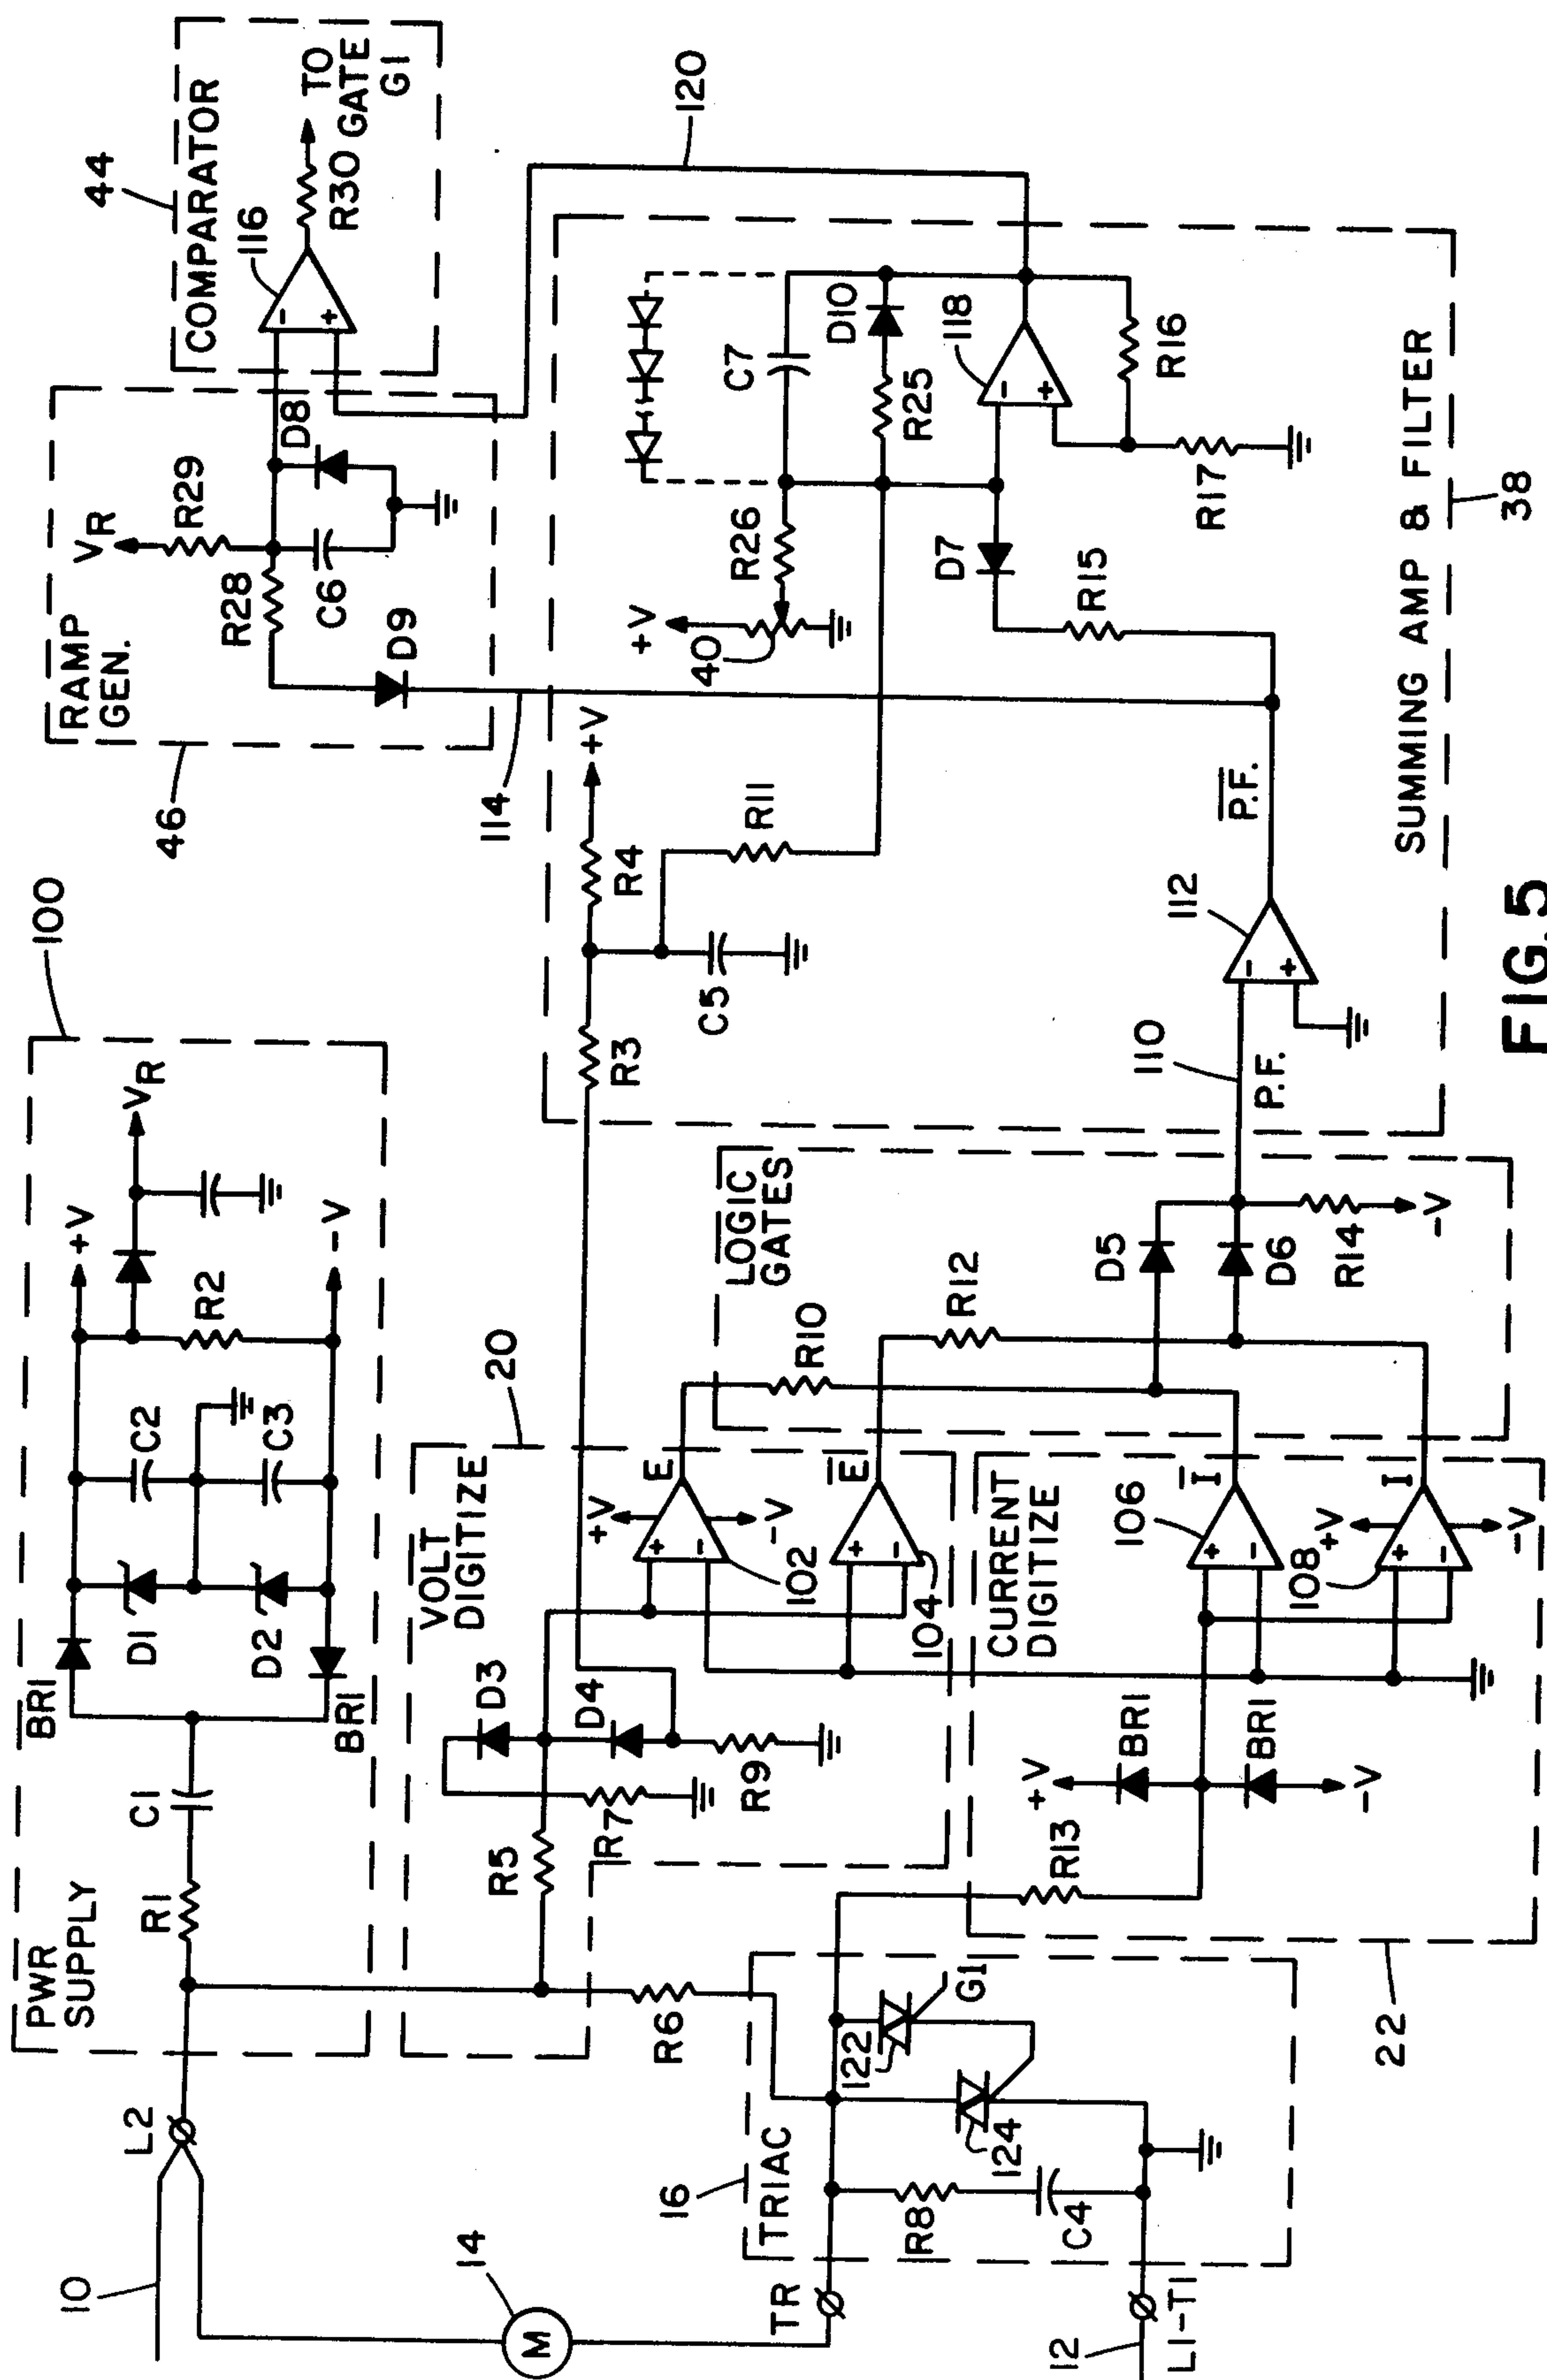 10
L2
14
M
TR
12
L1-T1
PWR
SUPPLY
R1
C1
BR1
BR1
D1
D2
C2
C3
R2
+V
-V
VR
100
VOLT
DIGITIZE
20
R5
R7
D3
D4
R9
R6
+V
-V
E
102
E̅
104
16
TRIAC
R8
C4
122
124
G1
CURRENT
DIGITIZE
22
R13
+V
BR1
BR1
-V
106
I̅
108
+V
-V
I
LOGIC
GATES
R10
R12
D5
D6
R14
-V
110
P.F.
112
P̅.̅F̅.̅
R3
R4
+V
C5
R11
114
+V
40
R26
C7
R25
D10
D7
R15
118
R16
R17
SUMMING AMP & FILTER
38
RAMP
GEN.
46
VR
R29
R28
C6
D8
D9
44
COMPARATOR
116
R30
TO
GATE
G1
120
+
-
+
-
+
-
+
-
-
+
-
+
-
+
FIG.5